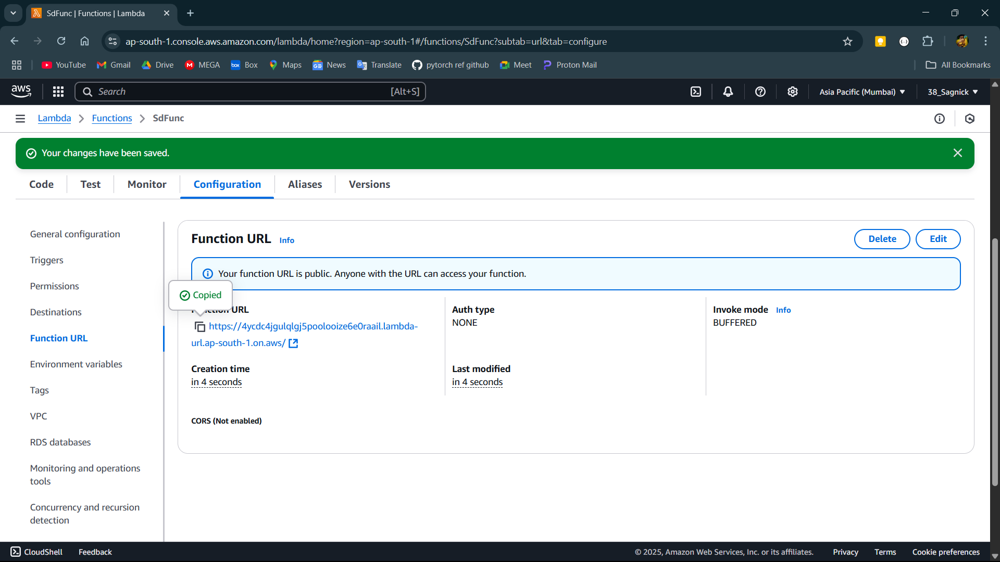 SdFunc | Functions | Lambda
ap-south-1.console.aws.amazon.com/lambda/home?region=ap-south-1#/functions/SdFunc?subtab=url&tab=configure
YouTube Gmail Drive MEGA box Box Maps News Translate pytorch ref github Meet Proton Mail All Bookmarks
aws Search [Alt+S] Asia Pacific (Mumbai) 38_Sagnick
Lambda Functions SdFunc
Your changes have been saved.
Code Test Monitor Configuration Aliases Versions
General configuration
Triggers
Permissions
Destinations
Function URL
Environment variables
Tags
VPC
RDS databases
Monitoring and operations
tools
Concurrency and recursion
detection
Function URL Info
Delete Edit
Your function URL is public. Anyone with the URL can access your function.
Copied
URL
https://4ycdc4jgulqlgj5poolooize6e0raail.lambda-
url.ap-south-1.on.aws/
Auth type
NONE
Invoke mode Info
BUFFERED
Creation time
in 4 seconds
Last modified
in 4 seconds
CORS (Not enabled)
CloudShell Feedback © 2025, Amazon Web Services, Inc. or its affiliates. Privacy Terms Cookie preferences